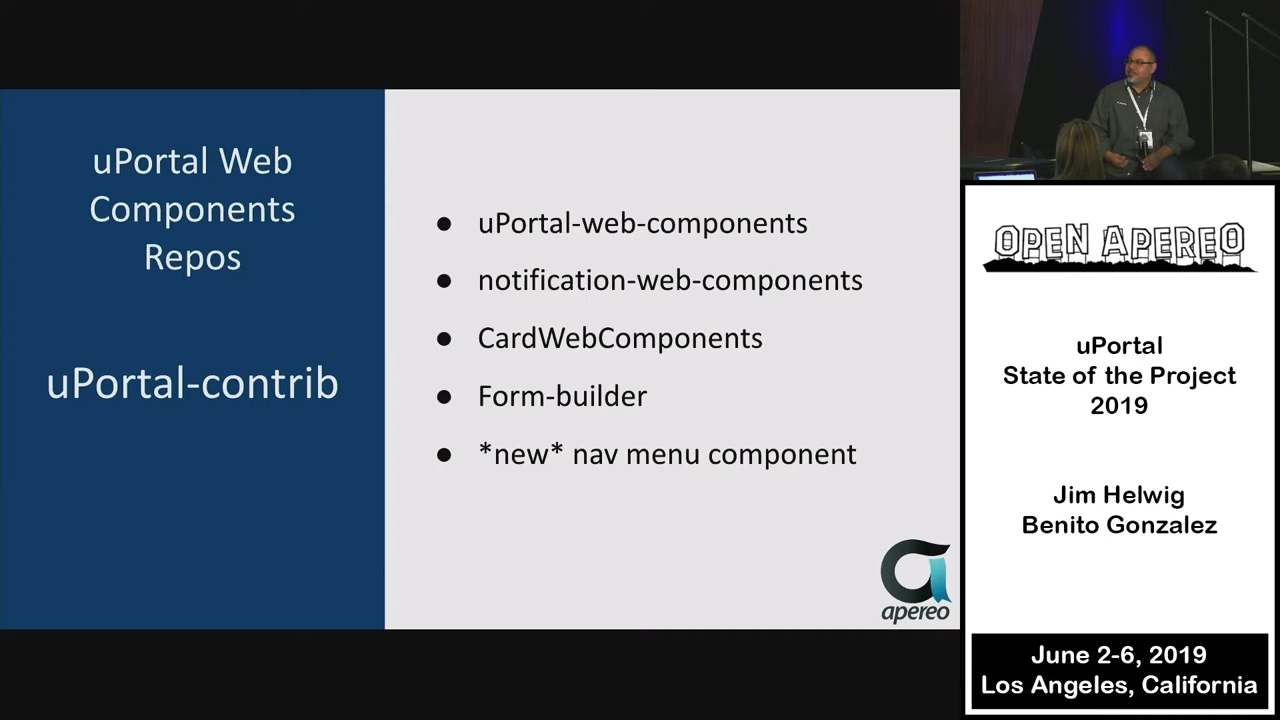 uPortal Web
Components
Repos
uPortal-contrib
● uPortal-web-components
● notification-web-components
● CardWebComponents
● Form-builder
● *new* nav menu component
apereo
OPEN APEREO
uPortal
State of the Project
2019
Jim Helwig
Benito Gonzalez
June 2-6, 2019
Los Angeles, California